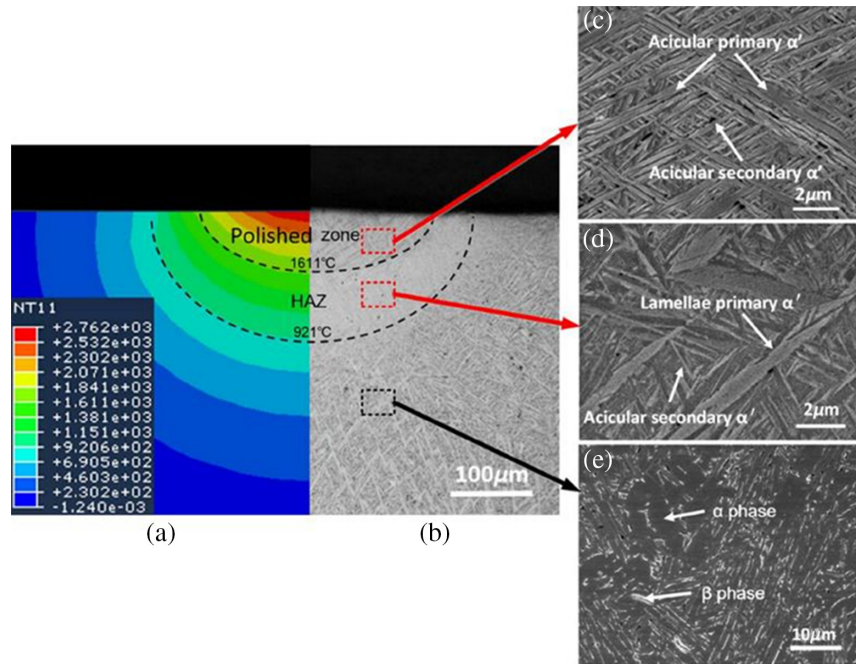 (c)
Acicular primary α′
Acicular secondary α′
2μm
Polished zone
1611℃
HAZ
921℃
NT11
+2.762e+03
+2.532e+03
+2.302e+03
+2.071e+03
+1.841e+03
+1.611e+03
+1.381e+03
+1.151e+03
+9.206e+02
+6.905e+02
+4.603e+02
+2.302e+02
-1.240e-03
100μm
(a)
(b)
(d)
Lamellae primary α′
Acicular secondary α′
2μm
(e)
α phase
β phase
10μm